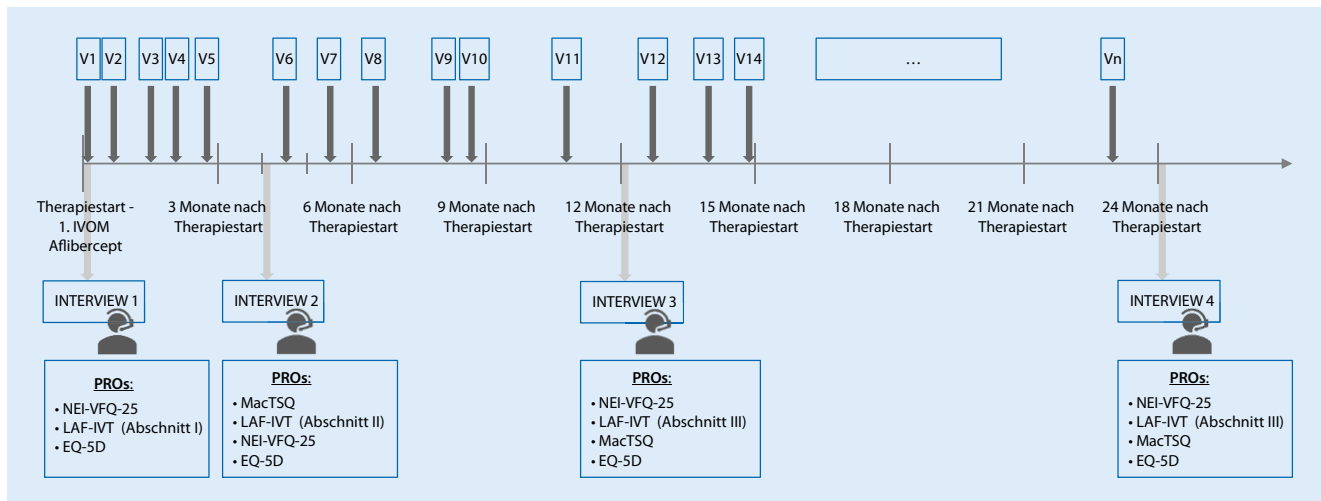 V1
V2
V3
V4
V5
V6
V7
V8
V9
V10
V11
V12
V13
V14
...
Vn
Therapiestart -
1. IVOM
Aflibercept
3 Monate nach
Therapiestart
6 Monate nach
Therapiestart
9 Monate nach
Therapiestart
12 Monate nach
Therapiestart
15 Monate nach
Therapiestart
18 Monate nach
Therapiestart
21 Monate nach
Therapiestart
24 Monate nach
Therapiestart
INTERVIEW 1
PROs:
• NEI-VFQ-25
• LAF-IVT (Abschnitt I)
• EQ-5D
INTERVIEW 2
PROs:
• MacTSQ
• LAF-IVT (Abschnitt II)
• NEI-VFQ-25
• EQ-5D
INTERVIEW 3
PROs:
• NEI-VFQ-25
• LAF-IVT (Abschnitt III)
• MacTSQ
• EQ-5D
INTERVIEW 4
PROs:
• NEI-VFQ-25
• LAF-IVT (Abschnitt III)
• MacTSQ
• EQ-5D